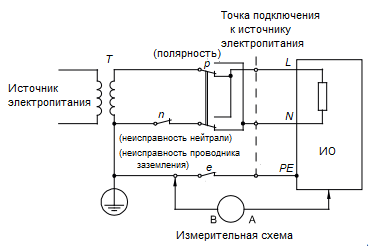 Точка подключения
к источнику
электропитания
T
(полярность)
p
L
Источник
электропитания
n
N
(неисправность нейтрали)
(неисправность проводника
заземления)
e
PE
ИО
B
A
Измерительная схема